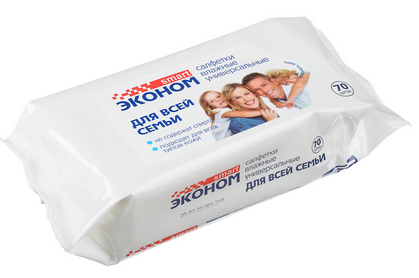 smart
ЭКОНОМ
САЛФЕТКИ
ВЛАЖНЫЕ
УНИВЕРСАЛЬНЫЕ
ДЛЯ ВСЕЙ
СЕМЬИ
не содержат спирт
подходят для всех
типов кожи
70
smart
ЭКОНОМ
САЛФЕТКИ
ВЛАЖНЫЕ
УНИВЕРСАЛЬНЫЕ
ДЛЯ ВСЕЙ СЕМЬИ
70